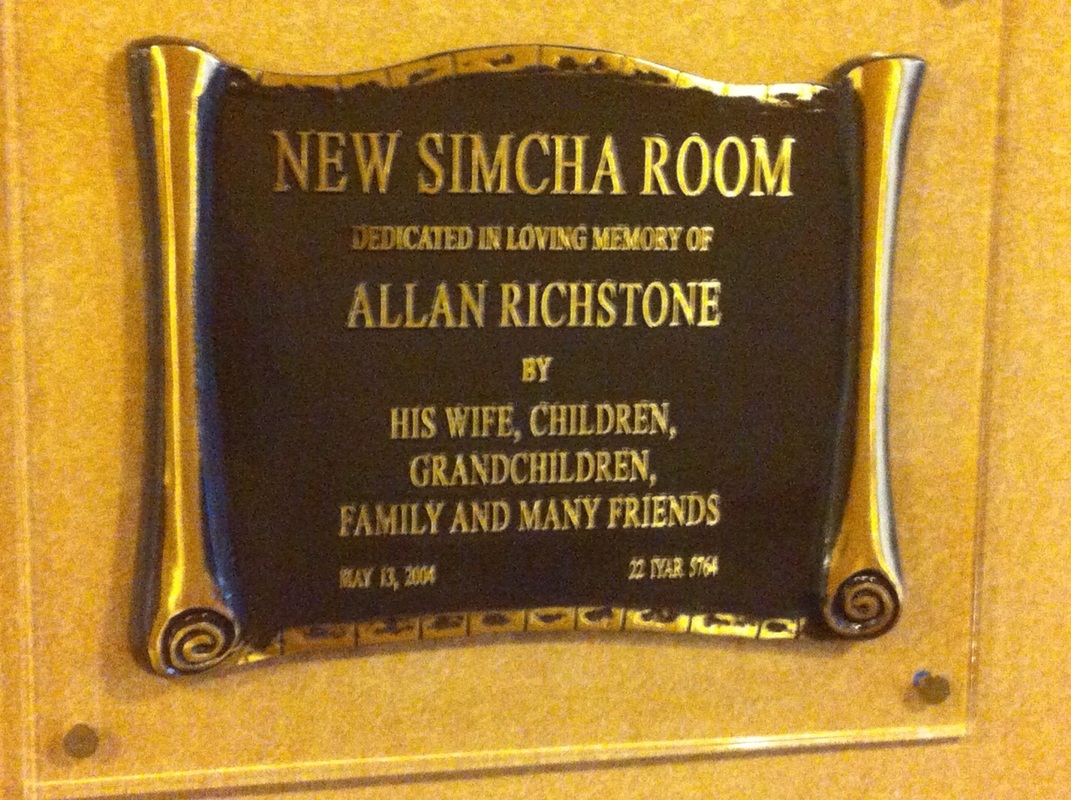 NEW SIMCHA ROOM
DEDICATED IN LOVING MEMORY OF
ALLAN RICHSTONE
BY
HIS WIFE, CHILDREN,
GRANDCHILDREN,
FAMILY AND MANY FRIENDS
MAY 13, 2004 22 IYAR 5764